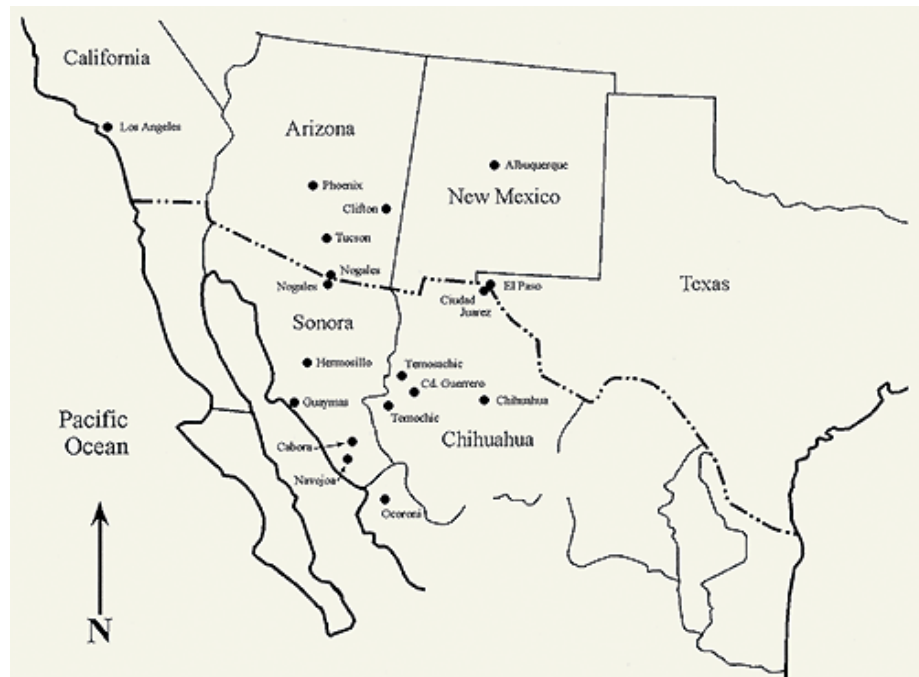 California
Los Angeles
Arizona
Albuquerque
Phoenix
New Mexico
Clifton
Tucson
Nogales
Nogales
El Paso
Texas
Ciudad
Juarez
Sonora
Hermosillo
Temosachic
Cd. Guerrero
Guaymas
Chihuahua
Temochic
Pacific
Ocean
Chihuahua
Cabora
Navojoa
Ocoroni
N